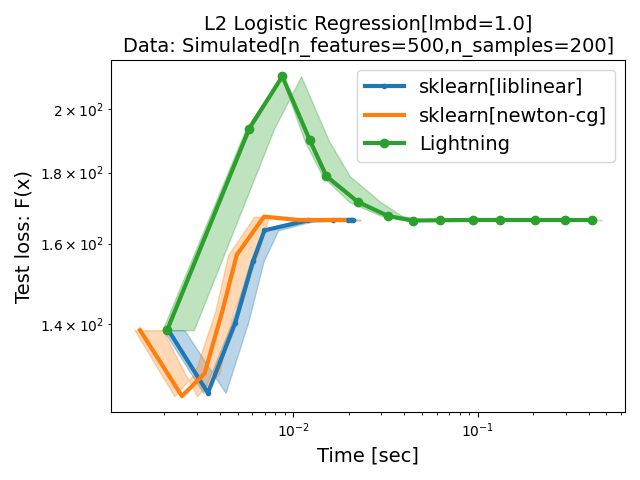 L2 Logistic Regression[lmbd=1.0]
Data: Simulated[n_features=500,n_samples=200]
sklearn[liblinear]
sklearn[newton-cg]
Lightning
Test loss: F(x)
2 × 10²
1.8 × 10²
1.6 × 10²
1.4 × 10²
10⁻²
10⁻¹
Time [sec]